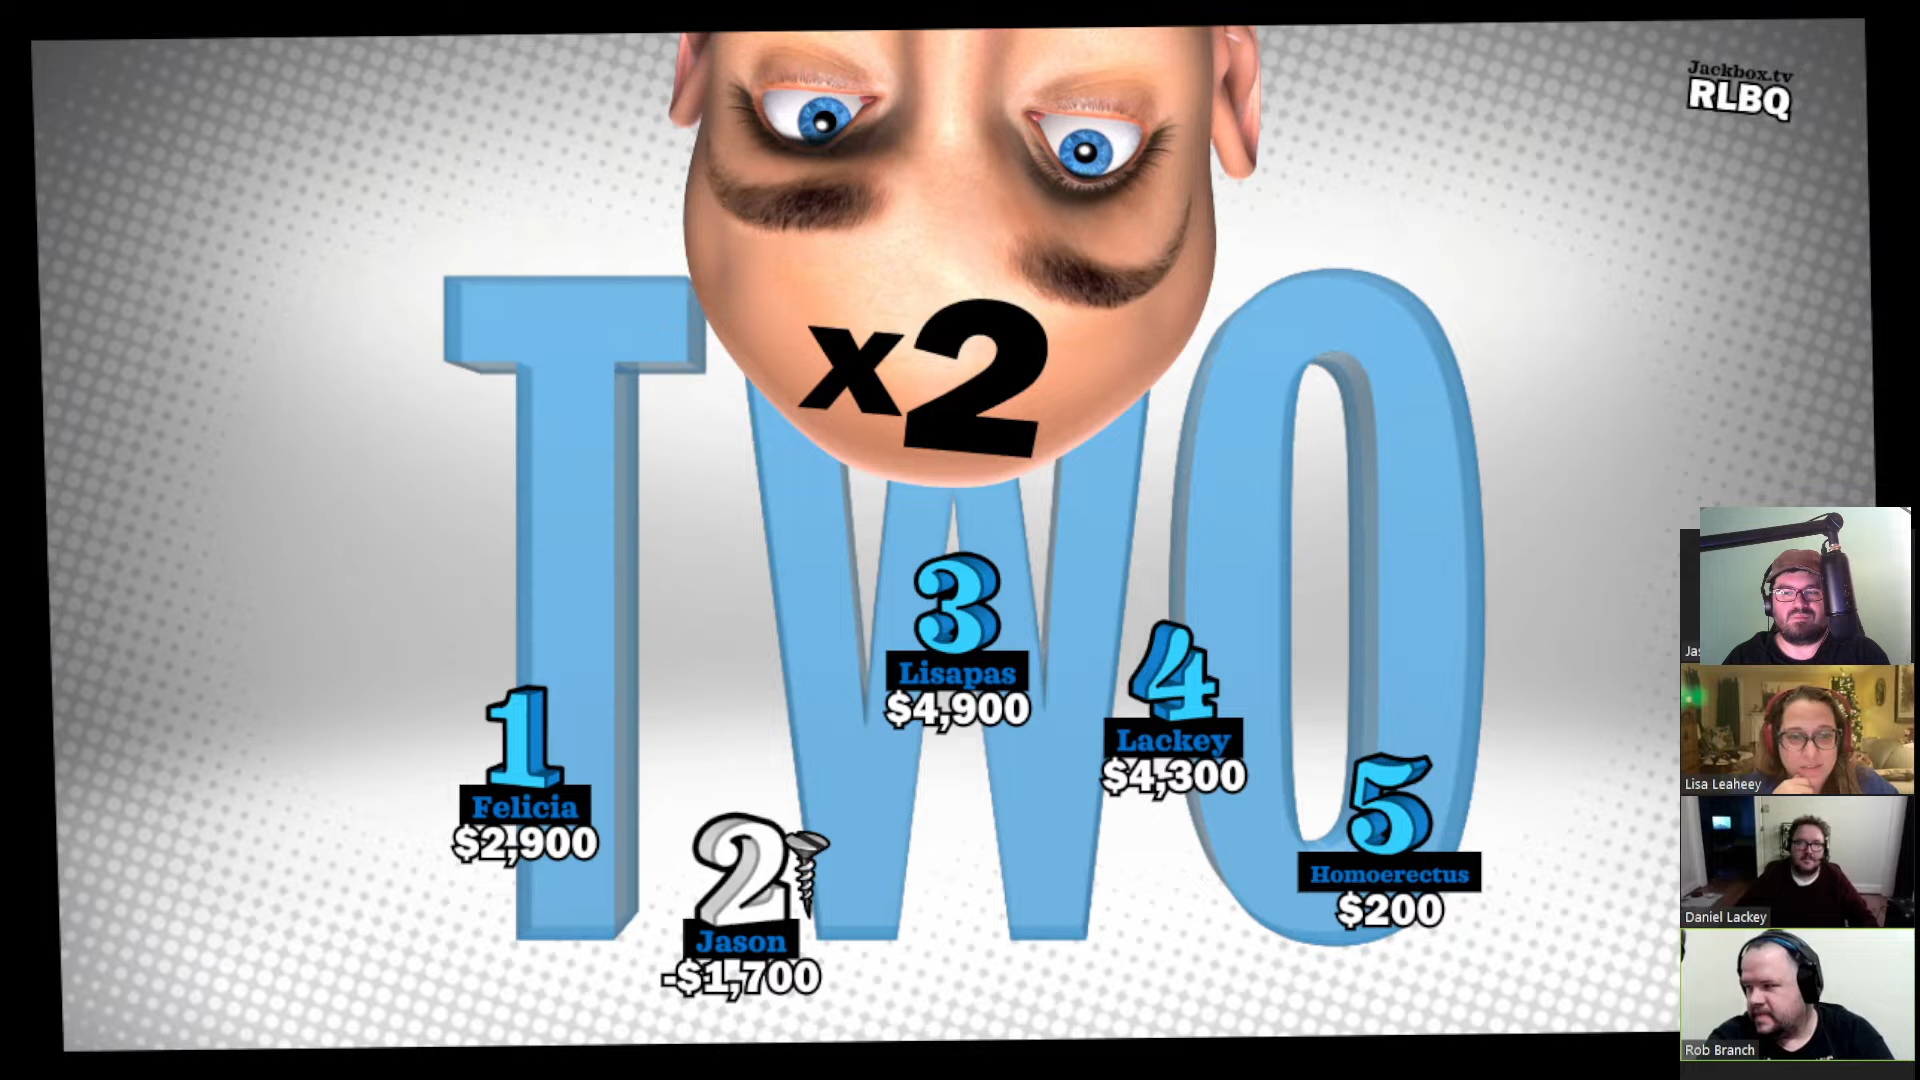 Jackbox.tv
RLBQ
TWO
x2
3
Lisapas
$4,900
4
Lackey
$4,300
1
Felicia
$2,900
5
Homoerectus
$200
2
Jason
-$1,700
Jas
Lisa Leaheey
Daniel Lackey
Rob Branch